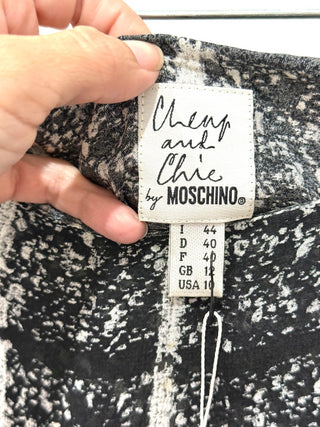 Cheap
and
Chic
by MOSCHINO®
I 44
D 40
F 40
GB 12
USA 10